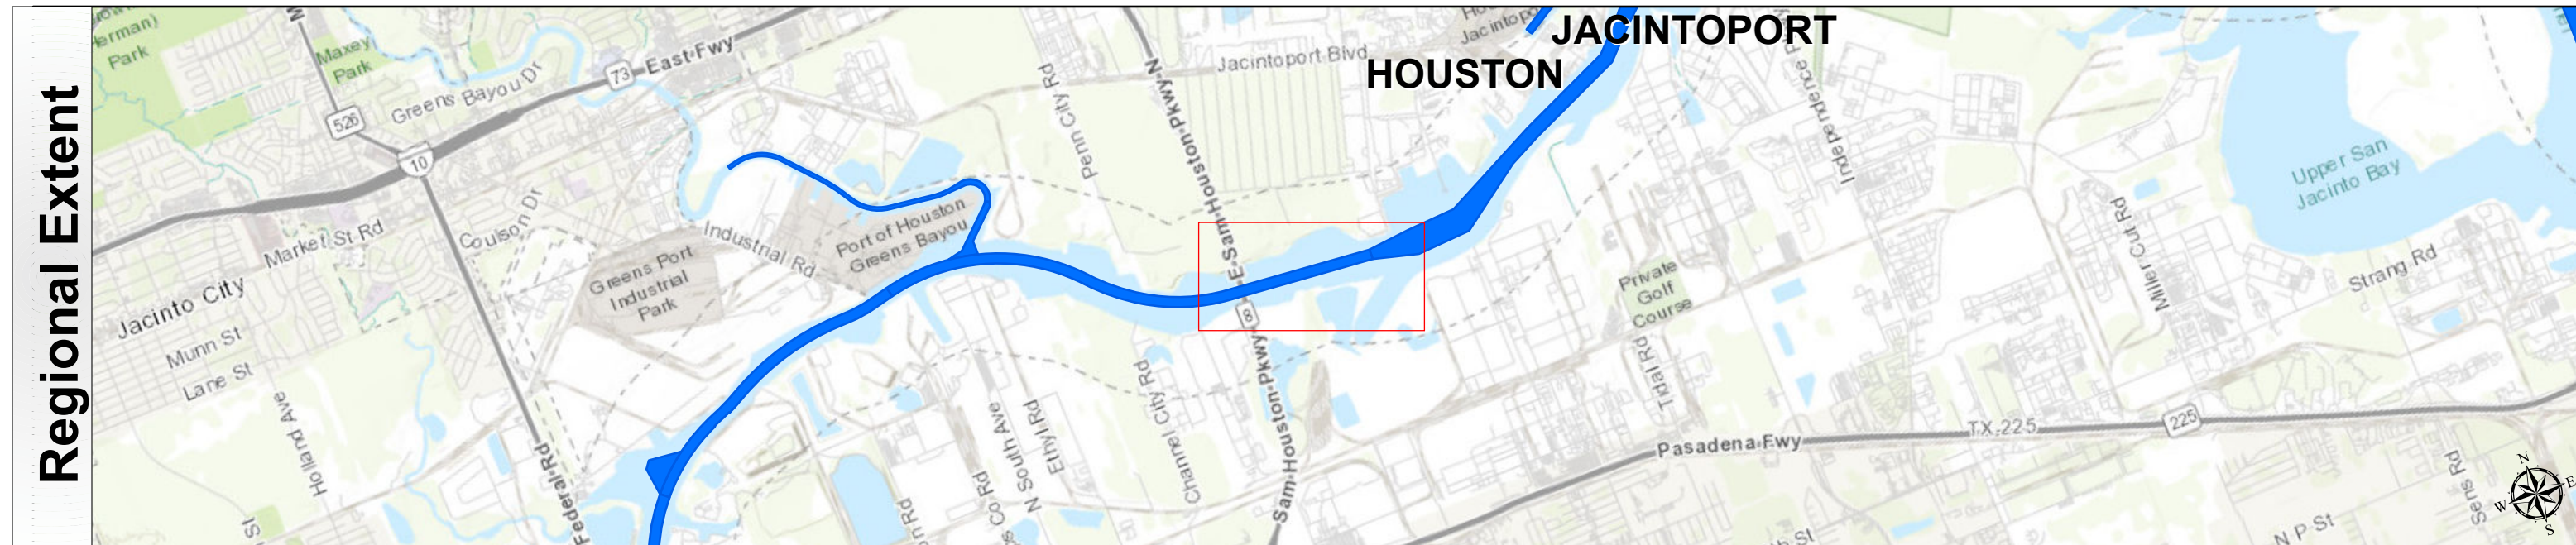 Regional Extent
JACINTOPORT
HOUSTON
Park
Maxey
Park
526
Greens Bayou Dr
73
East Fwy
10
Jacintoport Blvd
Penn City Rd
E Sam Houston Pkwy N
Independence
Upper San
Jacinto Bay
Market St Rd
Coulson Dr
Industrial Rd
Port of Houston
Greens Bayou
Greens Port
Industrial
Park
Jacinto City
Munn St
Lane St
Holland Ave
Federal Rd
8
Private
Golf
Course
Tidal Rd
Miller Cut Rd
Strang Rd
Channel City Rd
Sam Houston Pkwy
N South Ave
Ethyl Rd
Pasadena Fwy
TX-225
225
Sens Rd
N P St
St
Co Rd
N
E
S
W